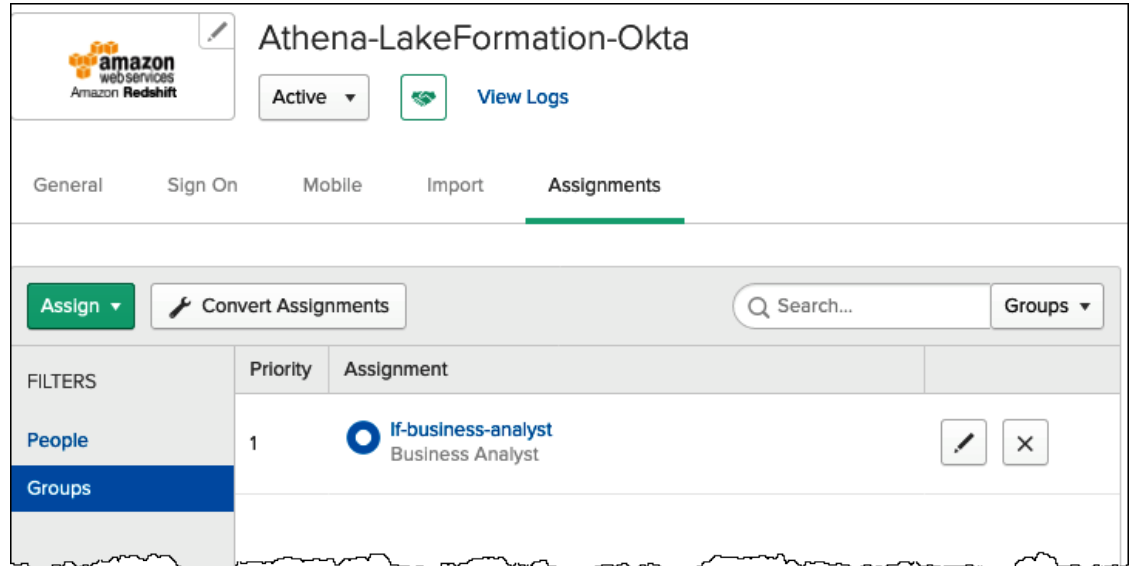 amazon
webservices
Amazon Redshift
Athena-LakeFormation-Okta
Active
View Logs
General Sign On Mobile Import Assignments
Assign Convert Assignments Search... Groups
FILTERS
Priority Assignment
People
Groups
1 lf-business-analyst
Business Analyst